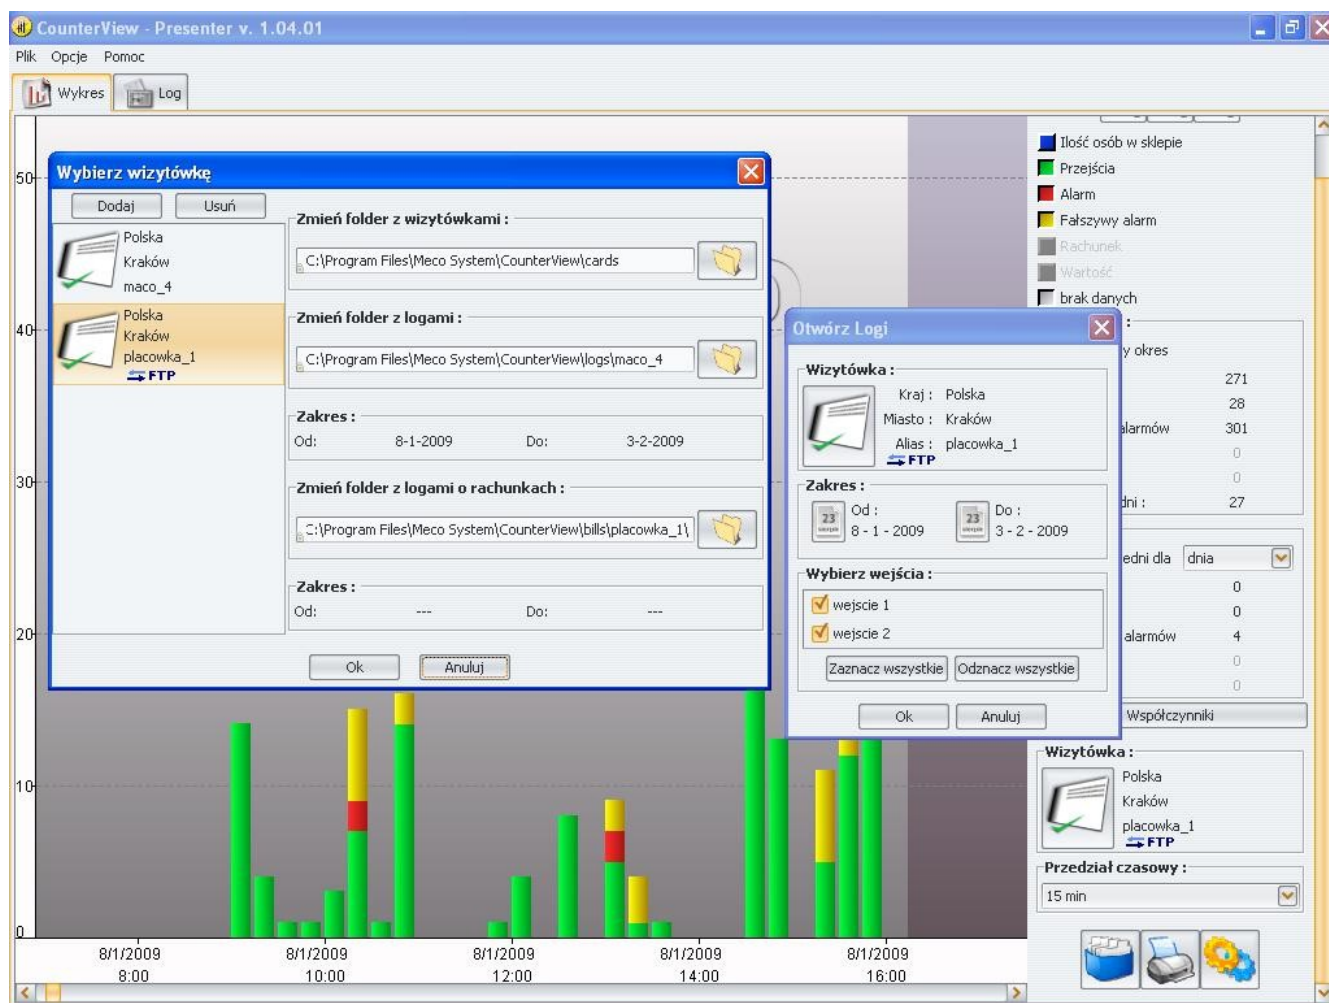 CounterView - Presenter v. 1.04.01
Plik Opcje Pomoc
Wykres Log
Wybierz wizytówkę
Dodaj Usuń
Polska
Kraków
maco_4
Polska
Kraków
placowka_1
FTP
Zmień folder z wizytówkami :
C:\Program Files\Meco System\CounterView\cards
Zmień folder z logami :
C:\Program Files\Meco System\CounterView\logs\maco_4
Zakres :
Od: 8-1-2009 Do: 3-2-2009
Zmień folder z logami o rachunkach :
C:\Program Files\Meco System\CounterView\bills\placowka_1\
Zakres :
Od: --- Do: ---
Ok Anuluj
Otwórz Logi
Wizytówka :
Kraj : Polska
Miasto : Kraków
Alias : placowka_1
FTP
Zakres :
23 Od :
8 - 1 - 2009
23 Do :
3 - 2 - 2009
Wybierz wejścia :
wejscie 1
wejscie 2
Zaznacz wszystkie Odznacz wszystkie
Ok Anuluj
Ilość osób w sklepie
Przejścia
Alarm
Fałszywy alarm
Rachunek
Wartość
brak danych
:
y okres
271
28
alarmów 301
0
0
dni : 27
edni dla dnia
0
0
alarmów 4
0
0
Współczynniki
Wizytówka :
Polska
Kraków
placowka_1
FTP
Przedział czasowy :
15 min
50
40
30
20
10
0
8/1/2009 8/1/2009 8/1/2009 8/1/2009 8/1/2009
8:00 10:00 12:00 14:00 16:00